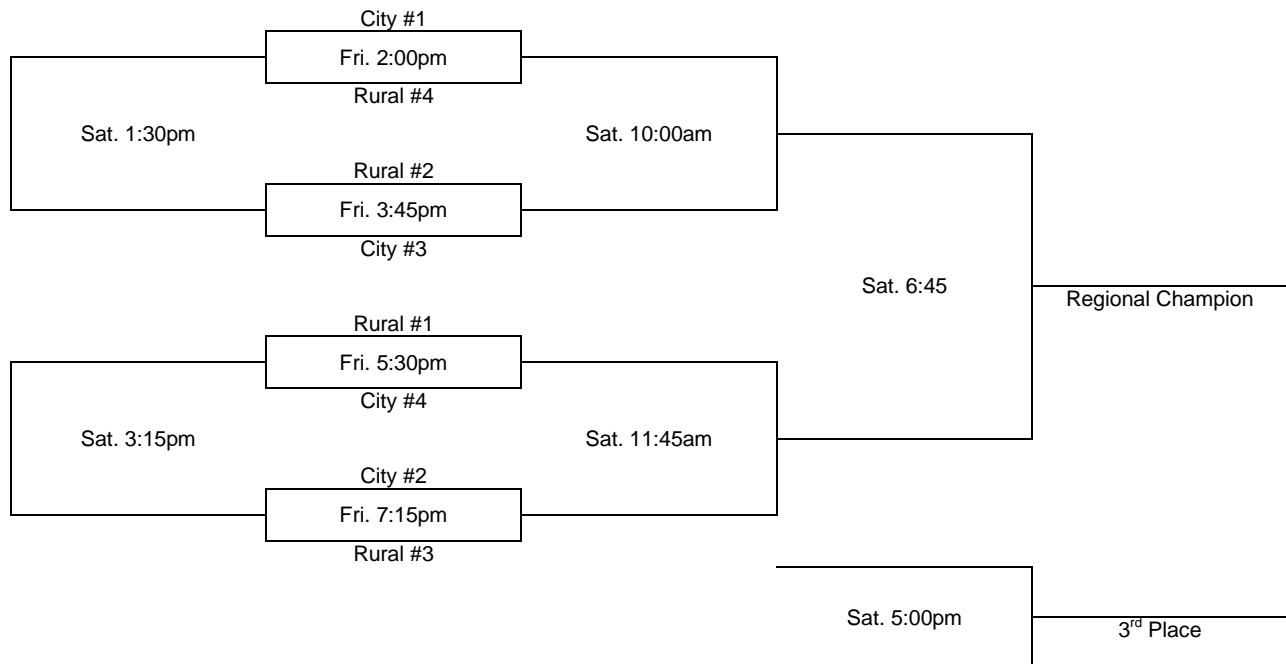 City #1
Fri. 2:00pm
Rural #4
Sat. 1:30pm
Sat. 10:00am
Rural #2
Fri. 3:45pm
City #3
Sat. 6:45
Regional Champion
Rural #1
Fri. 5:30pm
City #4
Sat. 3:15pm
Sat. 11:45am
City #2
Fri. 7:15pm
Rural #3
Sat. 5:00pm
3rd Place